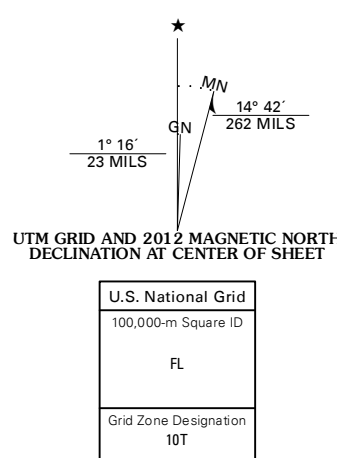 ★
MN
GN
14° 42´
262 MILS
1° 16´
23 MILS
UTM GRID AND 2012 MAGNETIC NORTH
DECLINATION AT CENTER OF SHEET
U.S. National Grid
100,000-m Square ID
FL
Grid Zone Designation
10T